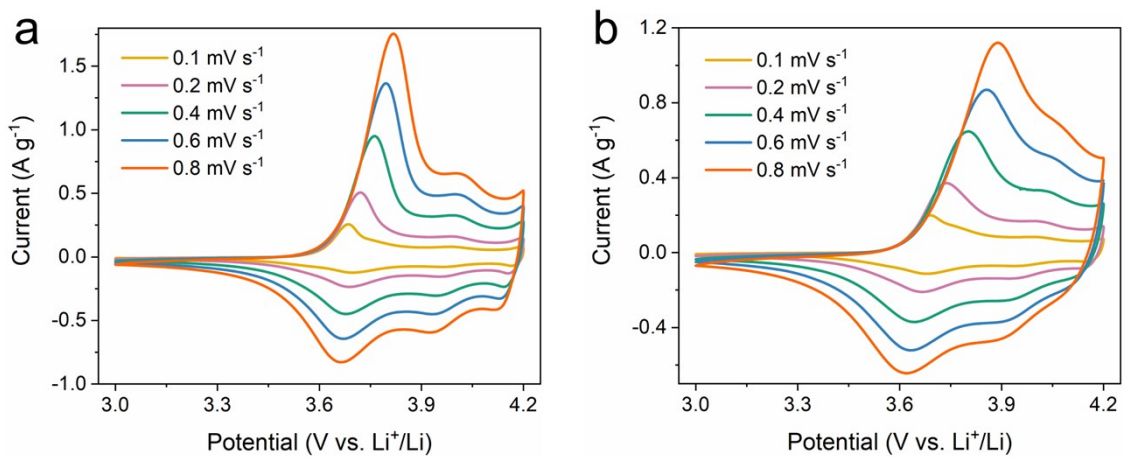 a
0.1 mV s⁻¹
0.2 mV s⁻¹
0.4 mV s⁻¹
0.6 mV s⁻¹
0.8 mV s⁻¹
1.5
1.0
0.5
0.0
-0.5
-1.0
Current (A g⁻¹)
3.0 3.3 3.6 3.9 4.2
Potential (V vs. Li⁺/Li)
b
0.1 mV s⁻¹
0.2 mV s⁻¹
0.4 mV s⁻¹
0.6 mV s⁻¹
0.8 mV s⁻¹
1.2
0.8
0.4
0.0
-0.4
Current (A g⁻¹)
3.0 3.3 3.6 3.9 4.2
Potential (V vs. Li⁺/Li)